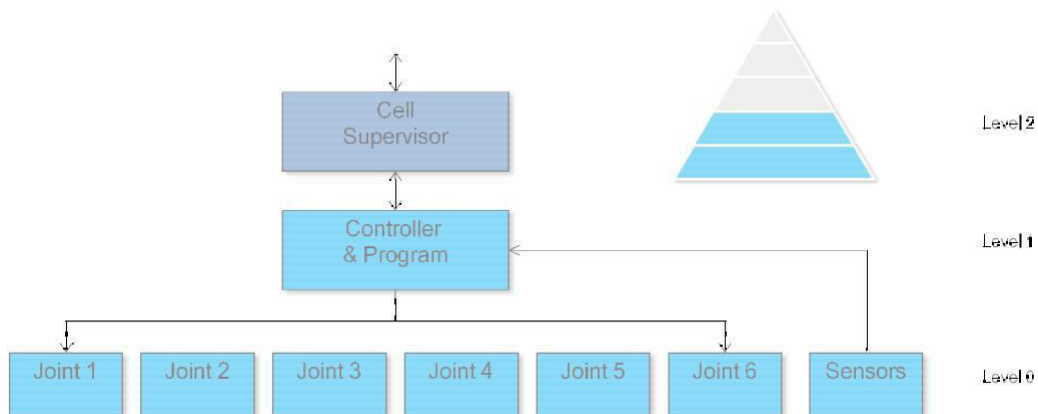 Cell
Supervisor
Level 2
Controller
& Program
Level 1
Joint 1
Joint 2
Joint 3
Joint 4
Joint 5
Joint 6
Sensors
Level 0